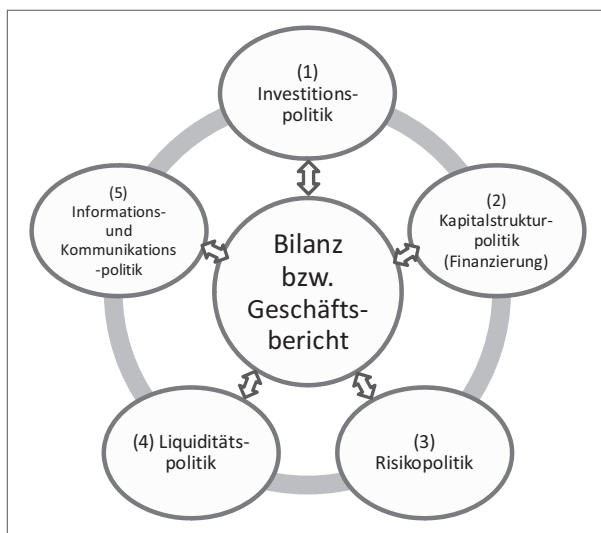 (1)
Investitions-
politik
(2)
Kapitalstruktur-
politik
(Finanzierung)
(3)
Risikopolitik
(4) Liquiditäts-
politik
(5)
Informations-
und
Kommunikations
-politik
Bilanz
bzw.
Geschäfts-
bericht